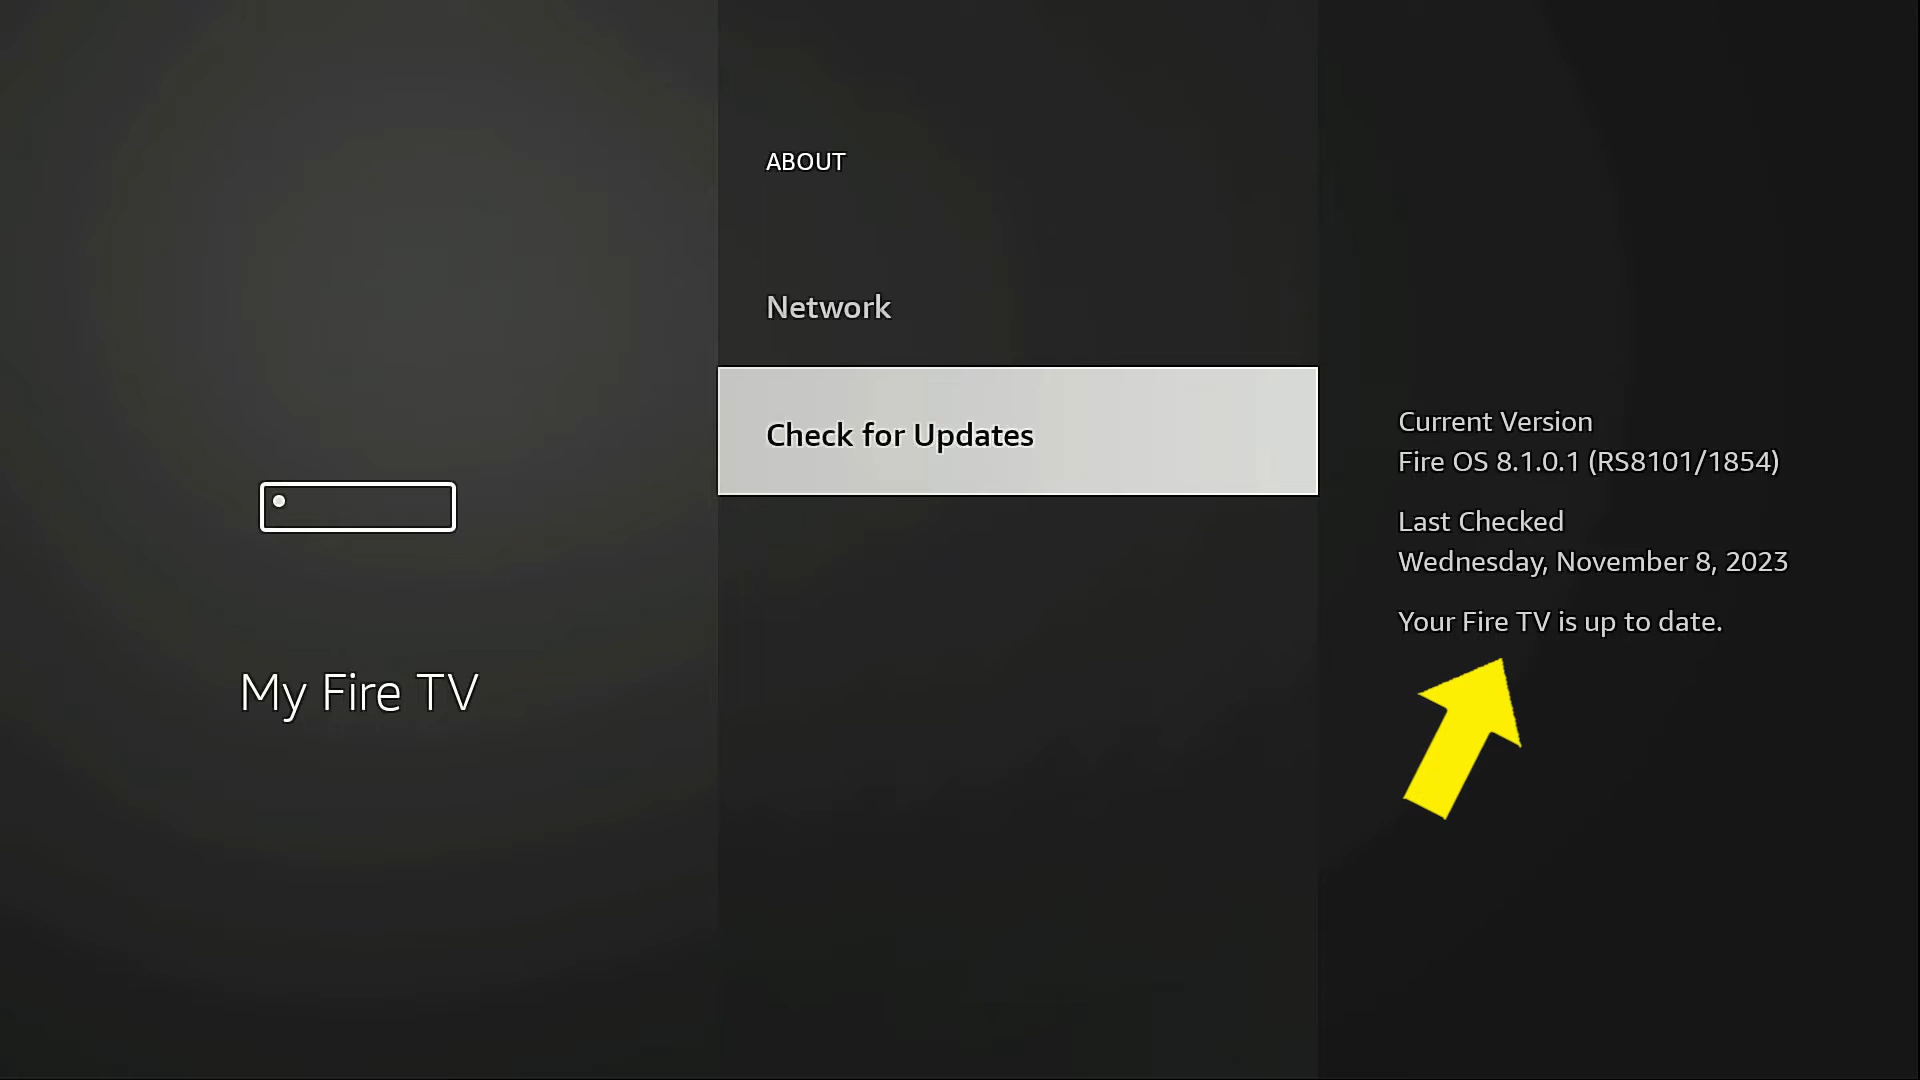 ABOUT
Network
Check for Updates
My Fire TV
Current Version
Fire OS 8.1.0.1 (RS8101/1854)
Last Checked
Wednesday, November 8, 2023
Your Fire TV is up to date.